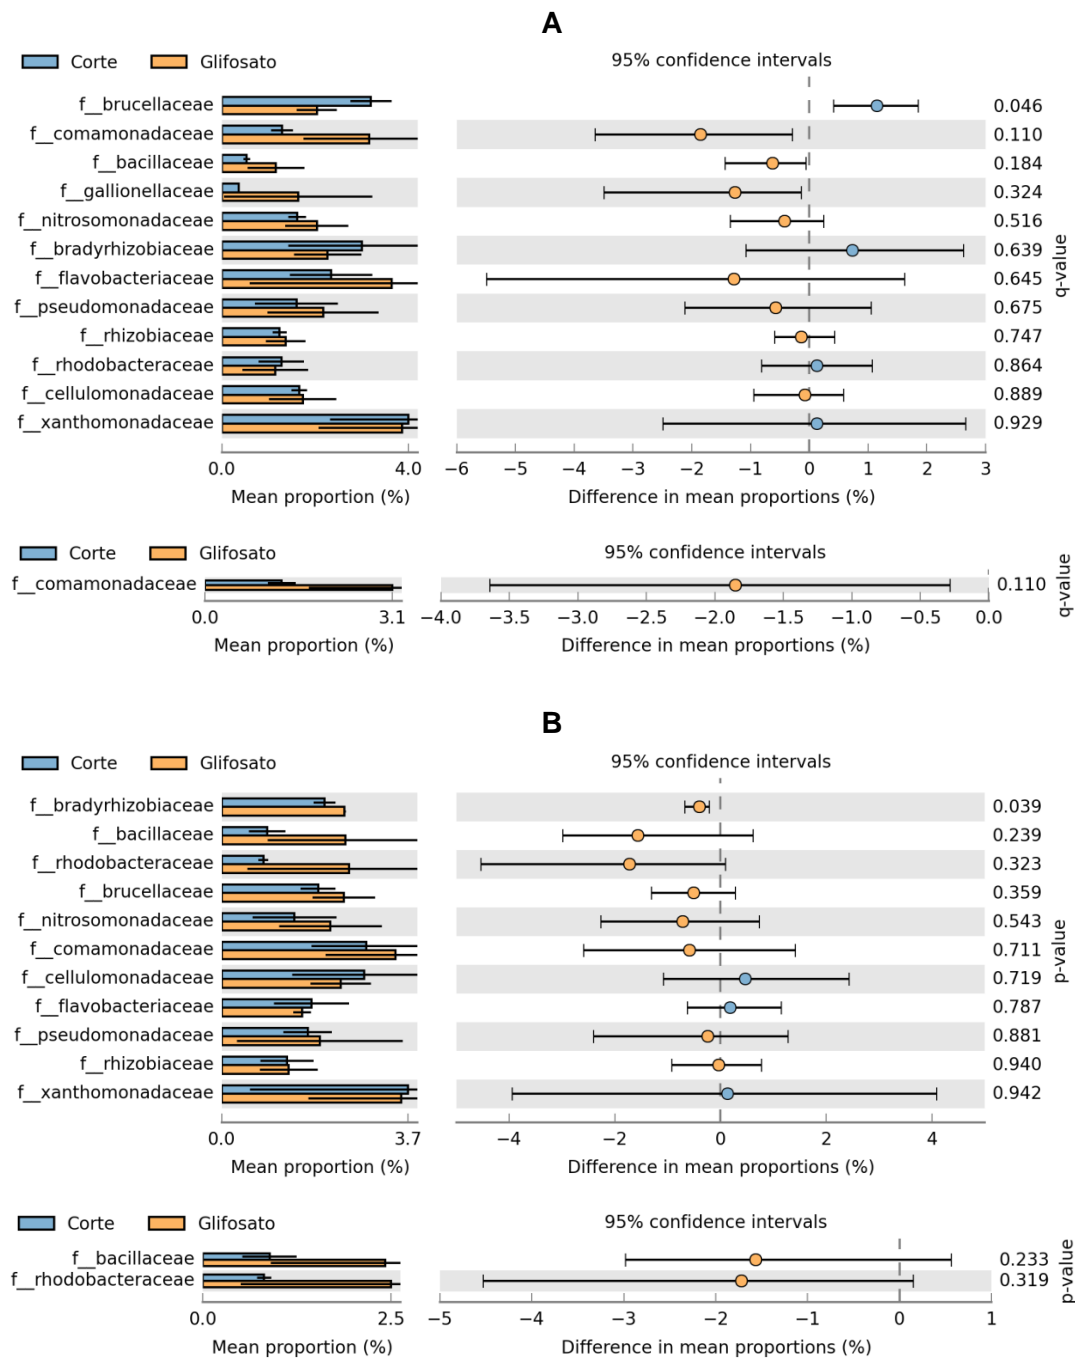 A
Corte Glifosato 95% confidence intervals
f__brucellaceae 0.046
f__comamonadaceae 0.110
f__bacillaceae 0.184
f__gallionellaceae 0.324
f__nitrosomonadaceae 0.516
f__bradyrhizobiaceae 0.639
f__flavobacteriaceae 0.645
f__pseudomonadaceae 0.675
f__rhizobiaceae 0.747
f__rhodobacteraceae 0.864
f__cellulomonadaceae 0.889
f__xanthomonadaceae 0.929
q-value
0.0 4.0 −6 −5 −4 −3 −2 −1 0 1 2 3
Mean proportion (%) Difference in mean proportions (%)
Corte Glifosato 95% confidence intervals
f__comamonadaceae 0.110
q-value
0.0 3.1 −4.0 −3.5 −3.0 −2.5 −2.0 −1.5 −1.0 −0.5 0.0
Mean proportion (%) Difference in mean proportions (%)
B
Corte Glifosato 95% confidence intervals
f__bradyrhizobiaceae 0.039
f__bacillaceae 0.239
f__rhodobacteraceae 0.323
f__brucellaceae 0.359
f__nitrosomonadaceae 0.543
f__comamonadaceae 0.711
f__cellulomonadaceae 0.719
f__flavobacteriaceae 0.787
f__pseudomonadaceae 0.881
f__rhizobiaceae 0.940
f__xanthomonadaceae 0.942
p-value
0.0 3.7 −4 −2 0 2 4
Mean proportion (%) Difference in mean proportions (%)
Corte Glifosato 95% confidence intervals
f__bacillaceae 0.233
f__rhodobacteraceae 0.319
p-value
0.0 2.5 −5 −4 −3 −2 −1 0 1
Mean proportion (%) Difference in mean proportions (%)